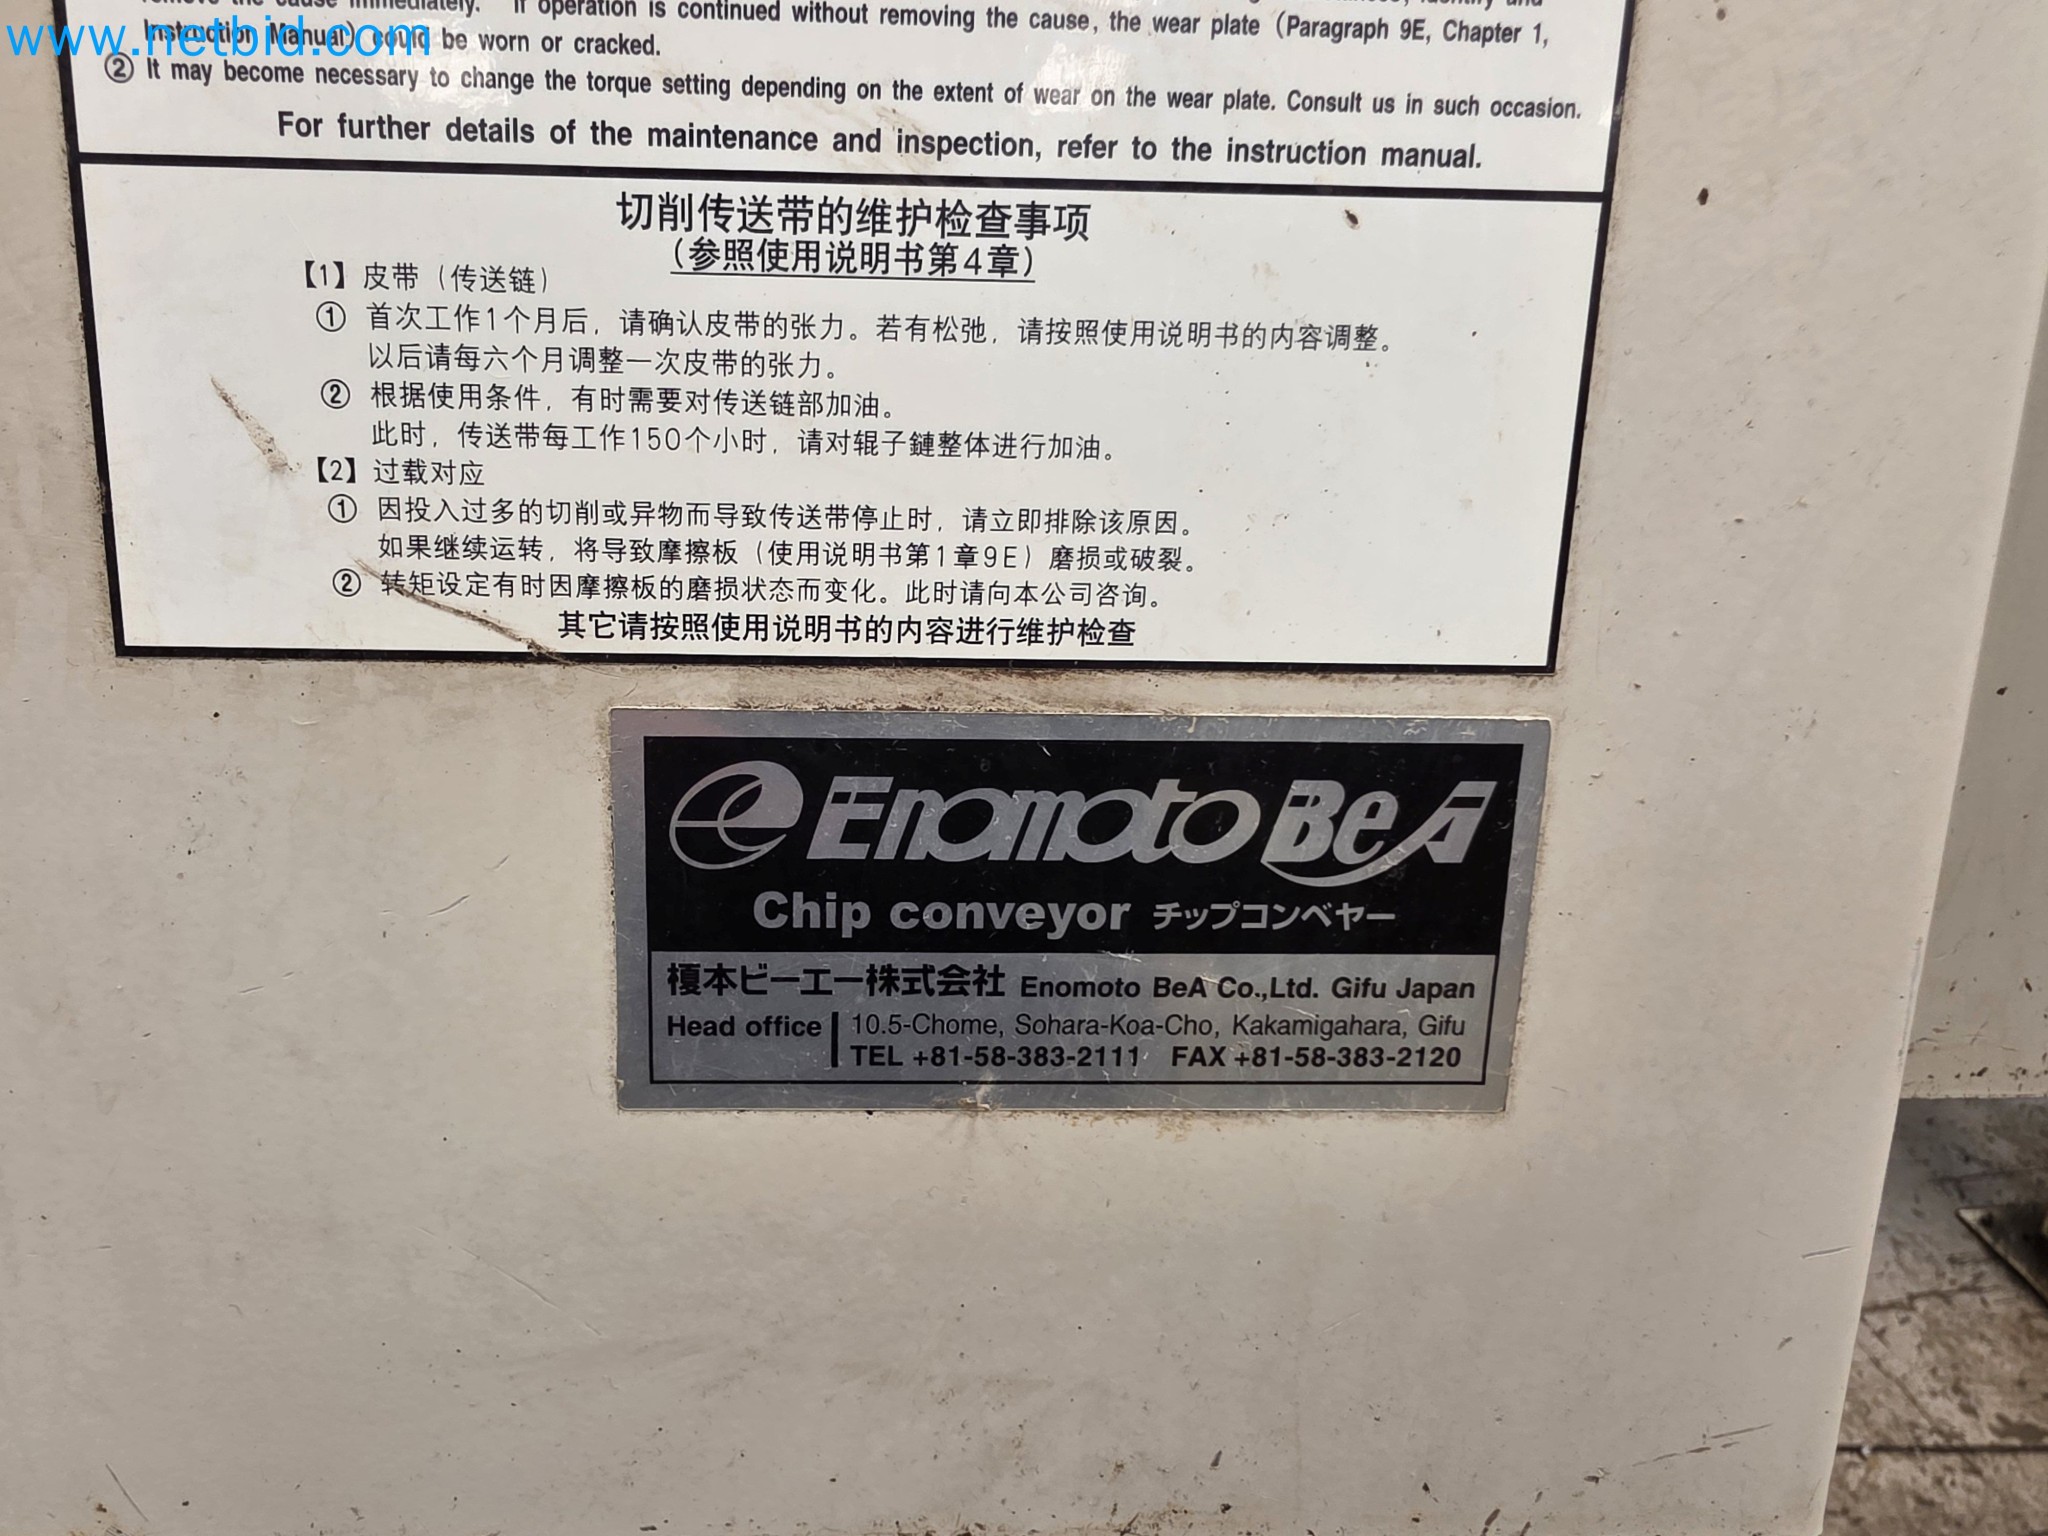 www.netbid.com
remove the cause immediately. If operation is continued without removing the cause, the wear plate (Paragraph 9E, Chapter 1,
Instruction Manual) could be worn or cracked.
② It may become necessary to change the torque setting depending on the extent of wear on the wear plate. Consult us in such occasion.
For further details of the maintenance and inspection, refer to the instruction manual.
切削传送带的维护检查事项
(参照使用说明书第4章)
【1】皮带（传送链）
① 首次工作1个月后，请确认皮带的张力。若有松弛，请按照使用说明书的内容调整。
以后请每六个月调整一次皮带的张力。
② 根据使用条件，有时需要对传送链部加油。
此时，传送带每工作150个小时，请对辊子鏈整体进行加油。
【2】过载对应
① 因投入过多的切削或异物而导致传送带停止时，请立即排除该原因。
如果继续运转，将导致摩擦板（使用说明书第1章9E）磨损或破裂。
② 转矩设定有时因摩擦板的磨损状态而变化。此时请向本公司咨询。
其它请按照使用说明书的内容进行维护检查
e Enomoto BeA
Chip conveyor チップコンベヤー
榎本ビーエー株式会社 Enomoto BeA Co.,Ltd. Gifu Japan
Head office 10.5-Chome, Sohara-Koa-Cho, Kakamigahara, Gifu
TEL +81-58-383-2111 FAX +81-58-383-2120